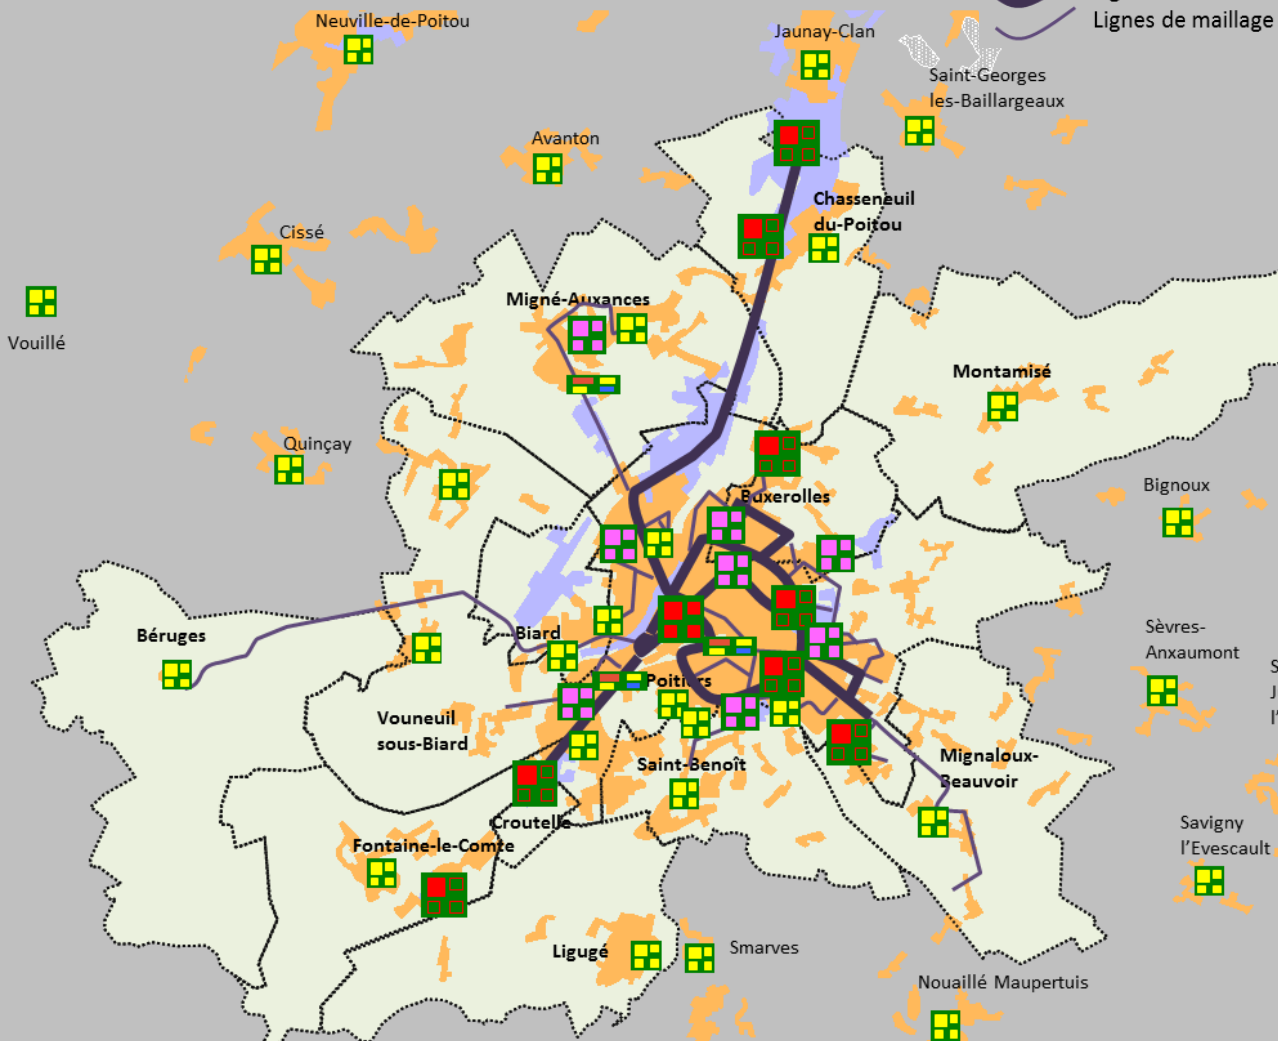 Lignes de maillage
Neuville-de-Poitou
Jaunay-Clan
Saint-Georges
les-Baillargeaux
Avanton
Chasseneuil
du-Poitou
Cissé
Migné-Auxances
Vouillé
Montamisé
Quinçay
Buxerolles
Bignoux
Béruges
Biard
Sèvres-
Anxaumont
Poitiers
Vouneuil
sous-Biard
Saint-Benoît
Mignaloux-
Beauvoir
Croutelle
Fontaine-le-Comte
Savigny
l'Evescault
Ligugé
Smarves
Nouaillé Maupertuis